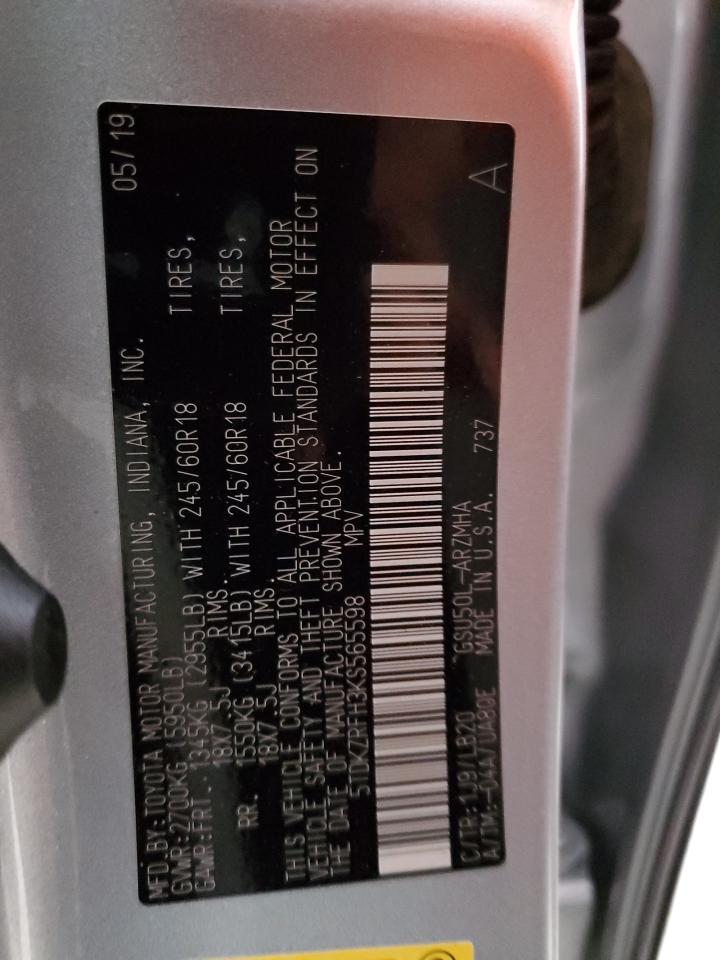 MFD.BY:TOYOTA MOTOR MANUFACTURING, INDIANA, INC. 05/19
GVWR:2700KG (5950LB)
GAWR:FRT. 1345KG (2955LB) WITH 245/60R18 TIRES,
18X7.5J RIMS.
RR. 1550KG (3415LB) WITH 245/60R18 TIRES,
18X7.5J RIMS.
THIS VEHICLE CONFORMS TO ALL APPLICABLE FEDERAL MOTOR
VEHICLE SAFETY AND THEFT PREVENTION STANDARDS IN EFFECT ON
THE DATE OF MANUFACTURE SHOWN ABOVE.
5TDKZRFH3KS565598 MPV
C/TR:1J9/LB20 GSU50L-ARZMHA
A/TM:-04A/UA80E MADE IN U.S.A. 737 A